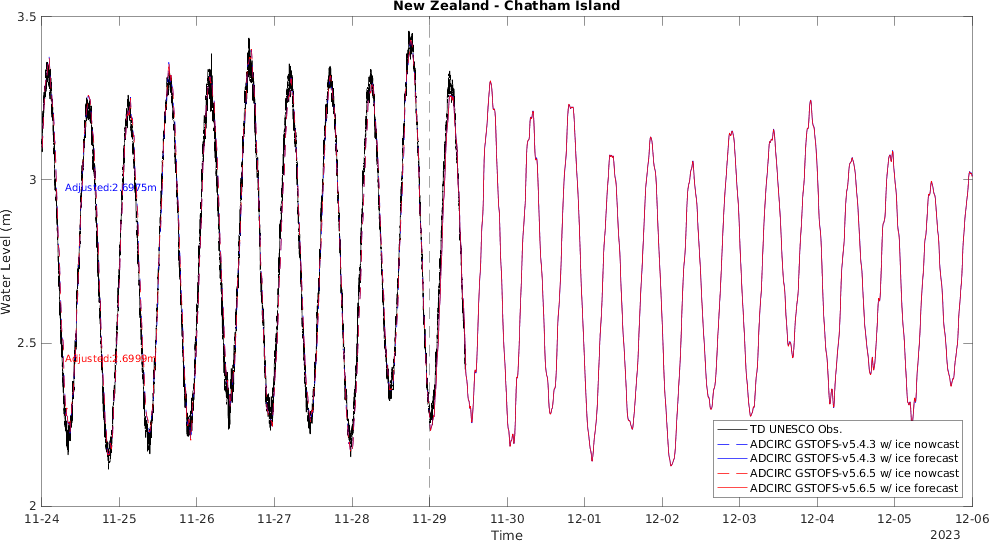 New Zealand - Chatham Island
3.5
3
2.5
2
Water Level (m)
Adjusted:2.6975m
Adjusted:2.6999m
TD UNESCO Obs.
ADCIRC GSTOFS-v5.4.3 w/ ice nowcast
ADCIRC GSTOFS-v5.4.3 w/ ice forecast
ADCIRC GSTOFS-v5.6.5 w/ ice nowcast
ADCIRC GSTOFS-v5.6.5 w/ ice forecast
11-24 11-25 11-26 11-27 11-28 11-29 11-30 12-01 12-02 12-03 12-04 12-05 12-06
Time
2023